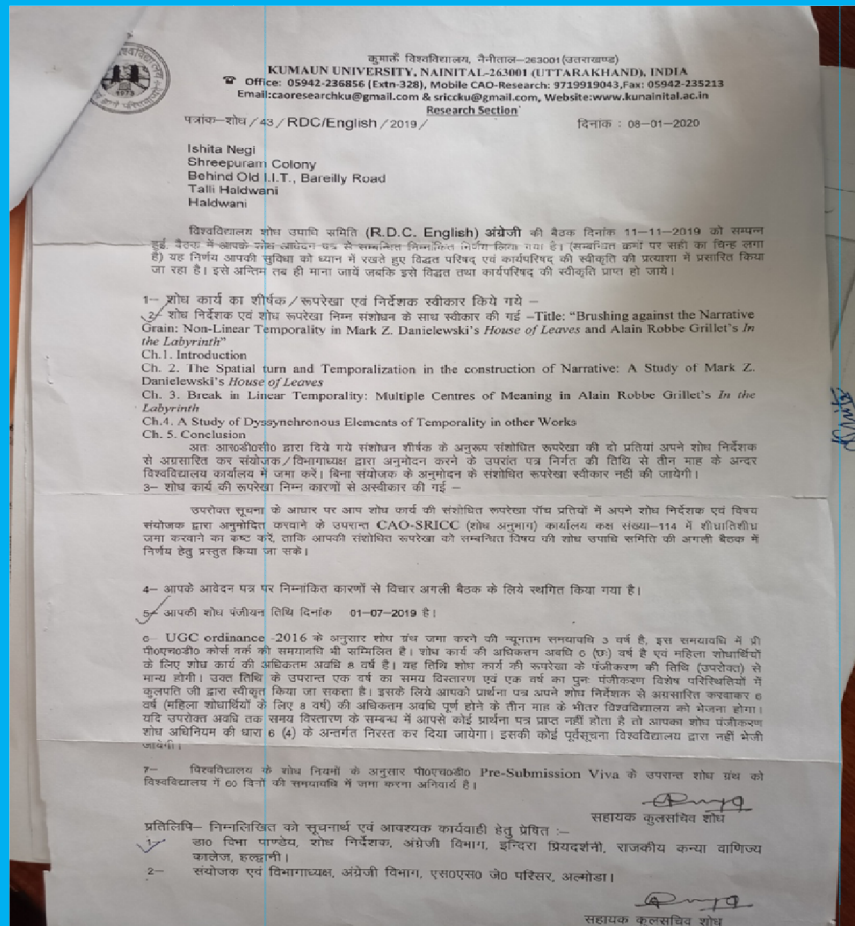 कुमाऊँ विश्वविद्यालय, नैनीताल–263001 (उत्तराखण्ड)
KUMAUN UNIVERSITY, NAINITAL-263001 (UTTARAKHAND), INDIA
☎ Office: 05942-236856 (Extn-328), Mobile CAO-Research: 9719919043,Fax: 05942-235213
Email:caoresearchku@gmail.com & sriccku@gmail.com, Website:www.kunainital.ac.in
Research Section
पत्रांक–शोध/43/RDC/English/2019/ दिनांक : 08-01-2020
Ishita Negi
Shreepuram Colony
Behind Old I.I.T., Bareilly Road
Talli Haldwani
Haldwani
विश्वविद्यालय शोध उपाधि समिति (R.D.C. English) अंग्रेजी की बैठक दिनांक 11-11-2019 को सम्पन्न
हुई, बैठक में आपके शोध आवेदन पत्र से सम्बन्धित निम्नांकित निर्णय लिया गया है। (सम्बन्धित क्रमों पर सही का चिन्ह लगा
है) यह निर्णय आपकी सुविधा को ध्यान में रखते हुए विद्वत परिषद् एवं कार्यपरिषद् की स्वीकृति की प्रत्याशा में प्रसारित किया
जा रहा है। इसे अन्तिम तब ही माना जायें जबकि इसे विद्वत तथा कार्यपरिषद् की स्वीकृति प्राप्त हो जाये।
1– शोध कार्य का शीर्षक/रूपरेखा एवं निर्देशक स्वीकार किये गये –
2– शोध निर्देशक एवं शोध रूपरेखा निम्न संशोधन के साथ स्वीकार की गई –Title: "Brushing against the Narrative
Grain: Non-Linear Temporality in Mark Z. Danielewski's House of Leaves and Alain Robbe Grillet's In
the Labyrinth"
Ch.1. Introduction
Ch. 2. The Spatial turn and Temporalization in the construction of Narrative: A Study of Mark Z.
Danielewski's House of Leaves
Ch. 3. Break in Linear Temporality: Multiple Centres of Meaning in Alain Robbe Grillet's In the
Labyrinth
Ch.4. A Study of Dyssynchronous Elements of Temporality in other Works
Ch. 5. Conclusion
अतः आर०डी०सी० द्वारा दिये गये संशोधन शीर्षक के अनुरूप संशोधित रूपरेखा की दो प्रतियां अपने शोध निर्देशक
से अग्रसारित कर संयोजक/विभागाध्यक्ष द्वारा अनुमोदन करने के उपरांत पत्र निर्गत की तिथि से तीन माह के अन्दर
विश्वविद्यालय कार्यालय में जमा करें। बिना संयोजक के अनुमोदन के संशोधित रूपरेखा स्वीकार नहीं की जायेगी।
3– शोध कार्य की रूपरेखा निम्न कारणों से अस्वीकार की गई –
उपरोक्त सूचना के आधार पर आप शोध कार्य की संशोधित रूपरेखा पाँच प्रतियों में अपने शोध निर्देशक एवं विषय
संयोजक द्वारा अनुमोदित करवाने के उपरान्त CAO-SRICC (शोध अनुभाग) कार्यालय कक्ष संख्या–114 में शीघ्रातिशीघ्र
जमा करवाने का कष्ट करें, ताकि आपकी संशोधित रूपरेखा को सम्बन्धित विषय की शोध उपाधि समिति की अगली बैठक में
निर्णय हेतु प्रस्तुत किया जा सके।
4– आपके आवेदन पत्र पर निम्नांकित कारणों से विचार अगली बैठक के लिये स्थगित किया गया है।
5– आपकी शोध पंजीयन तिथि दिनांक 01-07-2019 है।
6– UGC ordinance -2016 के अनुसार शोध ग्रंथ जमा करने की न्यूनतम समयावधि 3 वर्ष है, इस समयावधि में प्री
पी०एच०डी० कोर्स वर्क की समयावधि भी सम्मिलित है। शोध कार्य की अधिकतम अवधि 6 (छः) वर्ष है एवं महिला शोधार्थियों
के लिए शोध कार्य की अधिकतम अवधि 8 वर्ष है। यह तिथि शोध कार्य की रूपरेखा के पंजीकरण की तिथि (उपरोक्त) से
मान्य होगी। उक्त तिथि के उपरान्त एक वर्ष का समय विस्तारण एवं एक वर्ष का पुनः पंजीकरण विशेष परिस्थितियों में
कुलपति जी द्वारा स्वीकृत किया जा सकता है। इसके लिये आपको प्रार्थना पत्र अपने शोध निर्देशक से अग्रसारित करवाकर 6
वर्ष (महिला शोधार्थियों के लिए 8 वर्ष) की अधिकतम अवधि पूर्ण होने के तीन माह के भीतर विश्वविद्यालय को भेजना होगा।
यदि उपरोक्त अवधि तक समय विस्तारण के सम्बन्ध में आपसे कोई प्रार्थना पत्र प्राप्त नहीं होता है तो आपका शोध पंजीकरण
शोध अधिनियम की धारा 6 (4) के अन्तर्गत निरस्त कर दिया जायेगा। इसकी कोई पूर्वसूचना विश्वविद्यालय द्वारा नहीं भेजी
जायेगी।
7– विश्वविद्यालय के शोध नियमों के अनुसार पी०एच०डी० Pre-Submission Viva के उपरान्त शोध ग्रंथ को
विश्वविद्यालय में 60 दिनों की समयावधि में जमा करना अनिवार्य है।
सहायक कुलसचिव शोध
प्रतिलिपि– निम्नलिखित को सूचनार्थ एवं आवश्यक कार्यवाही हेतु प्रेषित :–
1– डा० विभा पाण्डेय, शोध निर्देशक, अंग्रेजी विभाग, इन्दिरा प्रियदर्शनी, राजकीय कन्या वाणिज्य
कालेज, हल्द्वानी।
2– संयोजक एवं विभागाध्यक्ष, अंग्रेजी विभाग, एस०एस० जे० परिसर, अल्मोडा।
सहायक कुलसचिव शोध